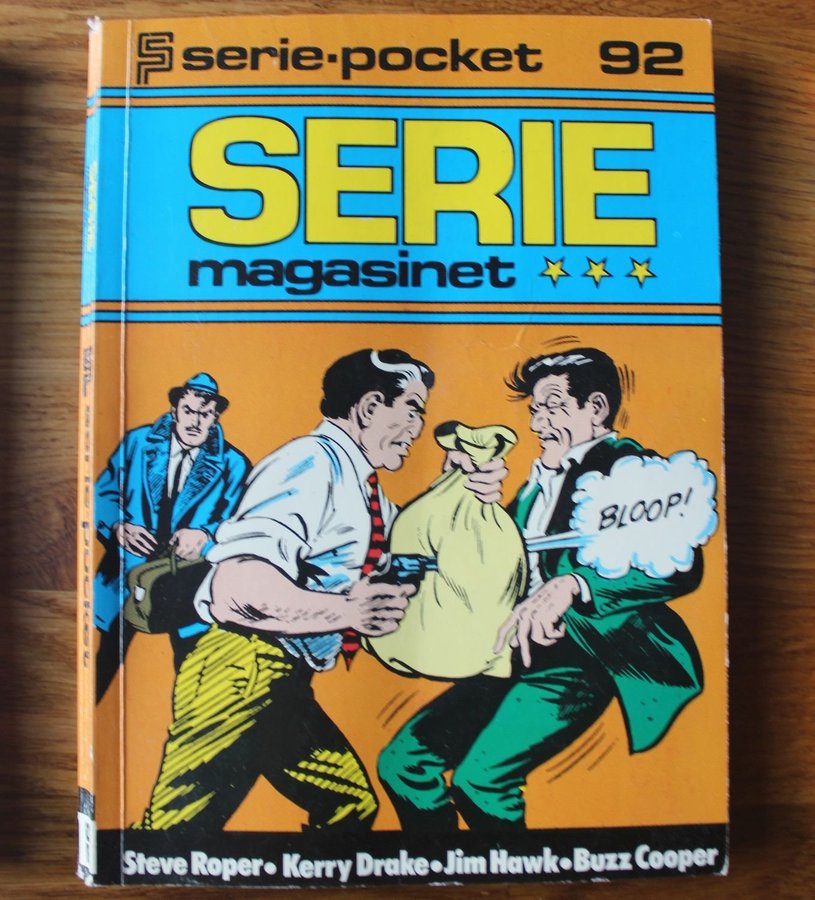 serie·pocket 92
SERIE
magasinet
BLOOP!
Steve Roper•Kerry Drake•Jim Hawk•Buzz Cooper